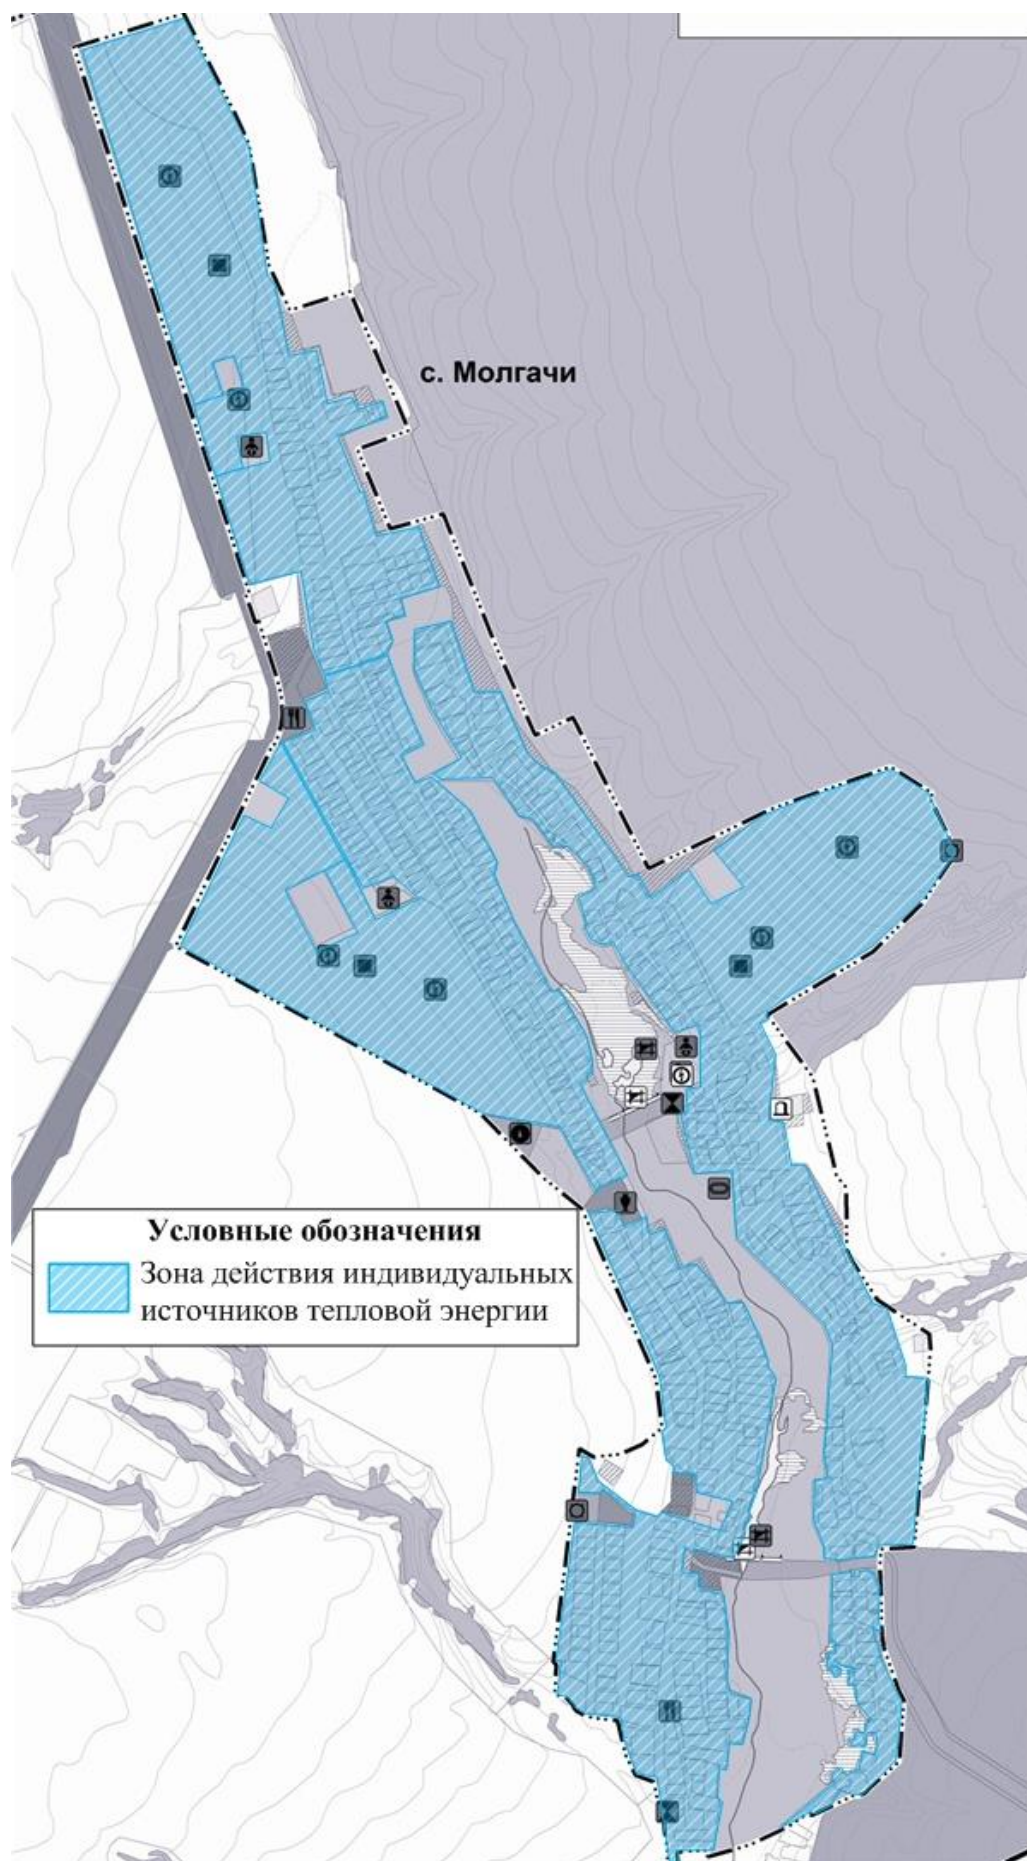 с. Молгачи
Условные обозначения
Зона действия индивидуальных
источников тепловой энергии